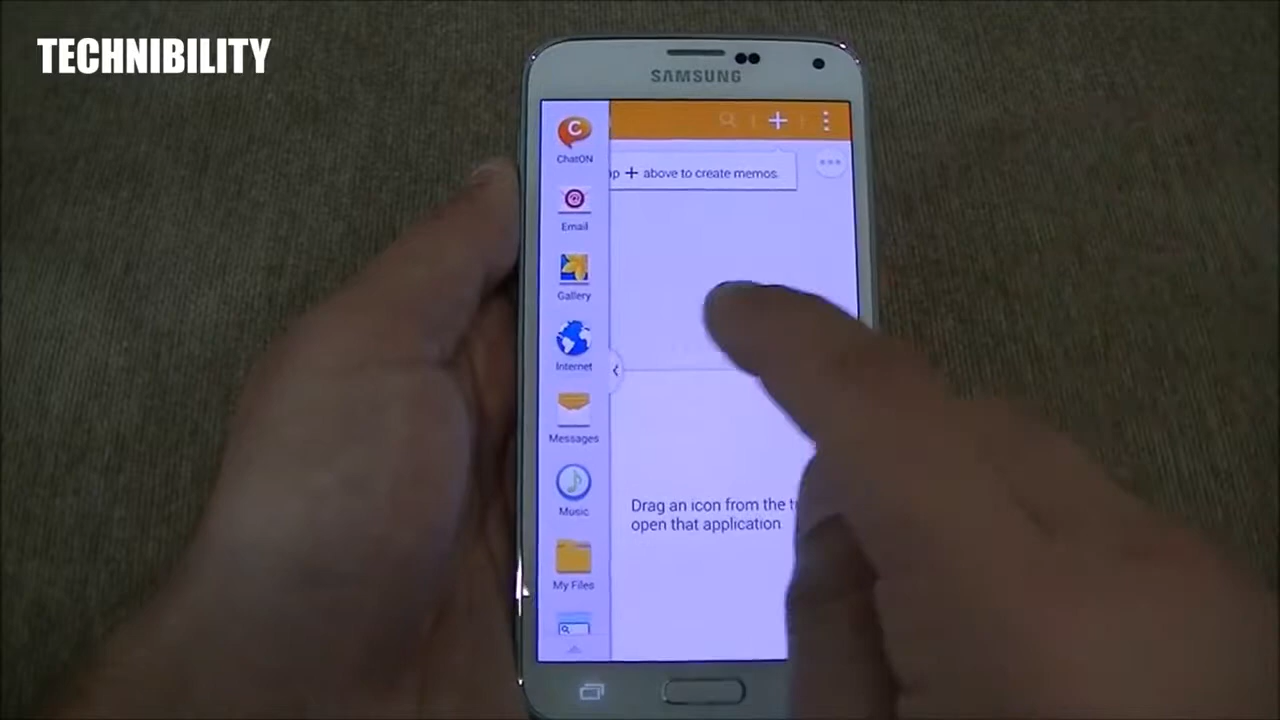 TECHNIBILITY
SAMSUNG
ChatON
above to create memos.
Email
Gallery
Internet
Messages
Music
Drag an icon from the
open that application
My Files